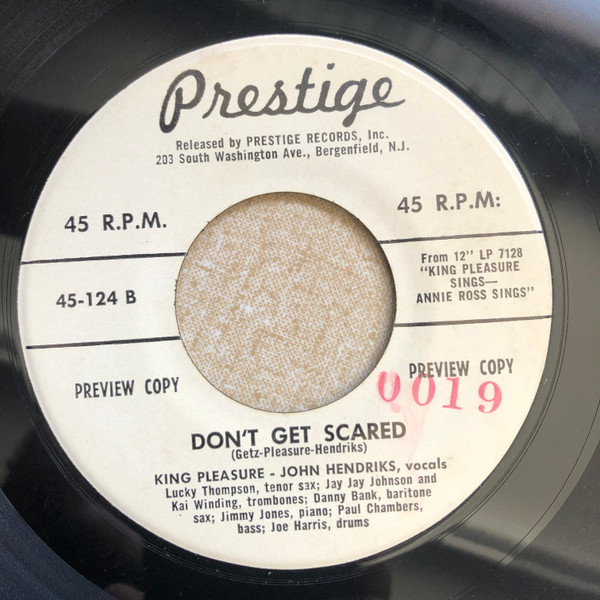 Prestige
Released by PRESTIGE RECORDS, Inc.
203 South Washington Ave., Bergenfield, N.J.
45 R.P.M.
45 R.P.M:
45-124 B
From 12" LP 7128
"KING PLEASURE
SINGS—
ANNIE ROSS SINGS"
PREVIEW COPY
PREVIEW COPY
0019
DON'T GET SCARED
(Getz-Pleasure-Hendriks)
KING PLEASURE - JOHN HENDRIKS, vocals
Lucky Thompson, tenor sax; Jay Jay Johnson and
Kai Winding, trombones; Danny Bank, baritone
sax; Jimmy Jones, piano; Paul Chambers,
bass; Joe Harris, drums